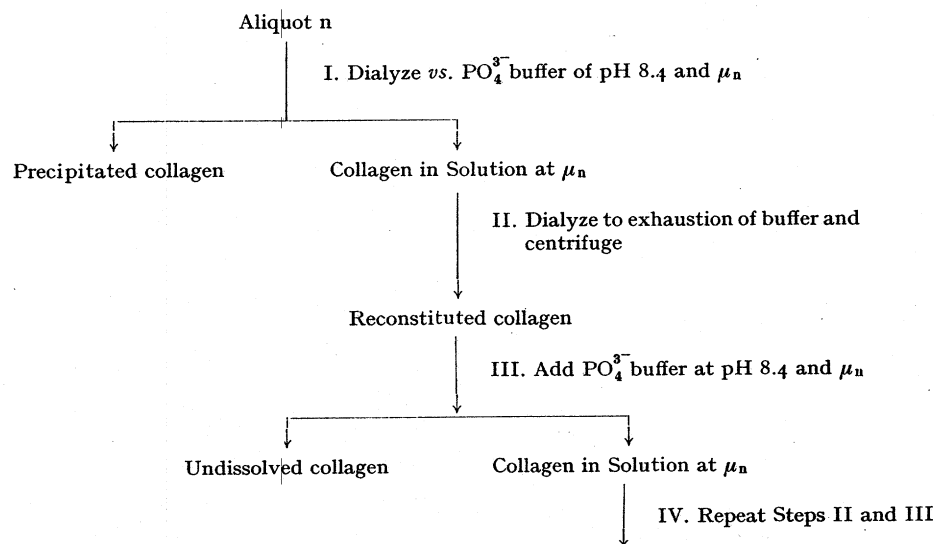 Aliquot n
I. Dialyze vs. PO₄³⁻ buffer of pH 8.4 and μₙ
Precipitated collagen
Collagen in Solution at μₙ
II. Dialyze to exhaustion of buffer and
centrifuge
Reconstituted collagen
III. Add PO₄³⁻ buffer at pH 8.4 and μₙ
Undissolved collagen
Collagen in Solution at μₙ
IV. Repeat Steps II and III